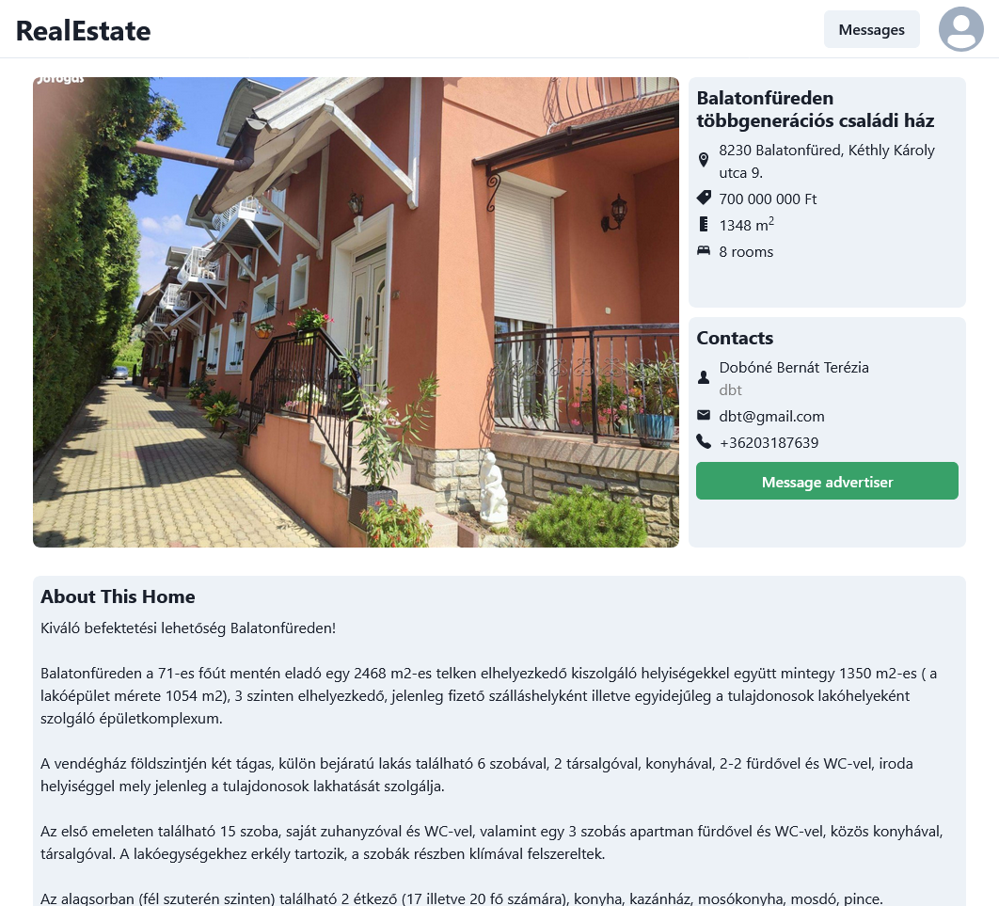 RealEstate
Messages
Jófogás
Balatonfüreden
többgenerációs családi ház
8230 Balatonfüred, Kéthly Károly
utca 9.
700 000 000 Ft
1348 m²
8 rooms
Contacts
Dobóné Bernát Terézia
dbt
dbt@gmail.com
+36203187639
Message advertiser
About This Home
Kiváló befektetési lehetőség Balatonfüreden!
Balatonfüreden a 71-es főút mentén eladó egy 2468 m2-es telken elhelyezkedő kiszolgáló helyiségekkel együtt mintegy 1350 m2-es ( a
lakóépület mérete 1054 m2), 3 szinten elhelyezkedő, jelenleg fizető szálláshelyként illetve egyidejűleg a tulajdonosok lakóhelyeként
szolgáló épületkomplexum.
A vendégház földszintjén két tágas, külön bejáratú lakás található 6 szobával, 2 társalgóval, konyhával, 2-2 fürdővel és WC-vel, iroda
helyiséggel mely jelenleg a tulajdonosok lakhatását szolgálja.
Az első emeleten található 15 szoba, saját zuhanyzóval és WC-vel, valamint egy 3 szobás apartman fürdővel és WC-vel, közös konyhával,
társalgóval. A lakóegységekhez erkély tartozik, a szobák részben klímával felszereltek.
Az alagsorban (fél szuterén szinten) található 2 étkező (17 illetve 20 fő számára), konyha, kazánház, mosókonyha, mosdó, pince.